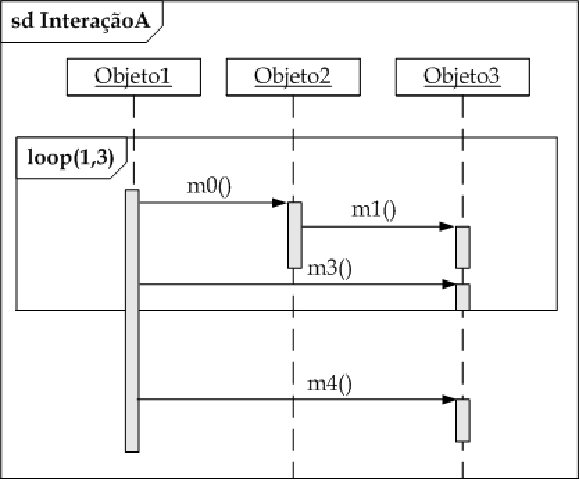 sd InteraçãoA
Objeto1 Objeto2 Objeto3
loop(1,3)
m0()
m1()
m3()
m4()